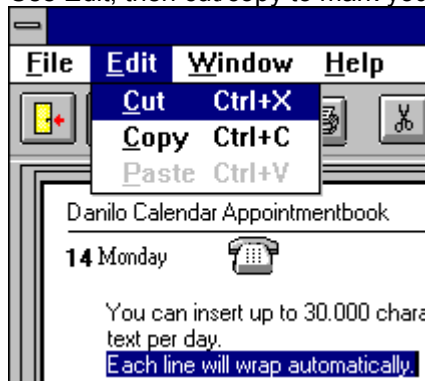 File Edit Window Help
Cut Ctrl+X
Copy Ctrl+C
Paste Ctrl+V
Danilo Calendar Appointmentbook
14 Monday
You can insert up to 30.000 chara
text per day.
Each line will wrap automatically.